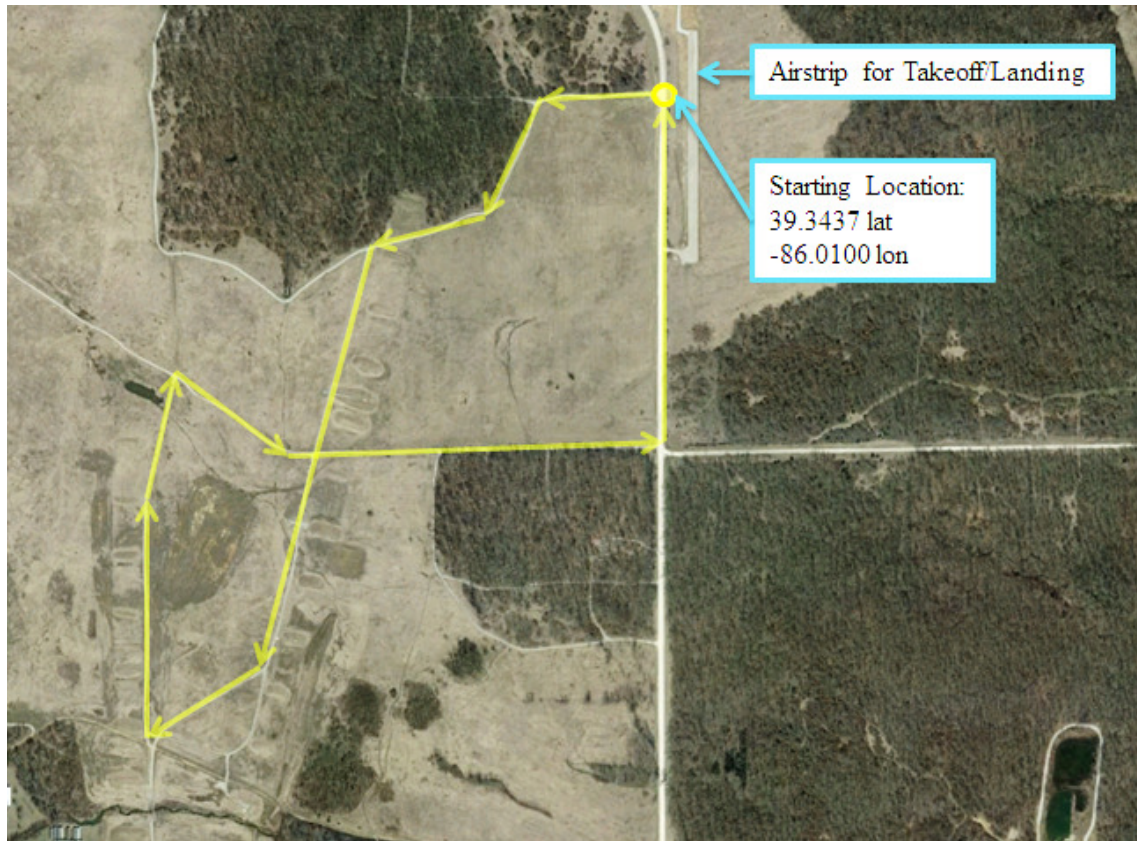 Airstrip for Takeoff/Landing
Starting Location:
39.3437 lat
-86.0100 lon